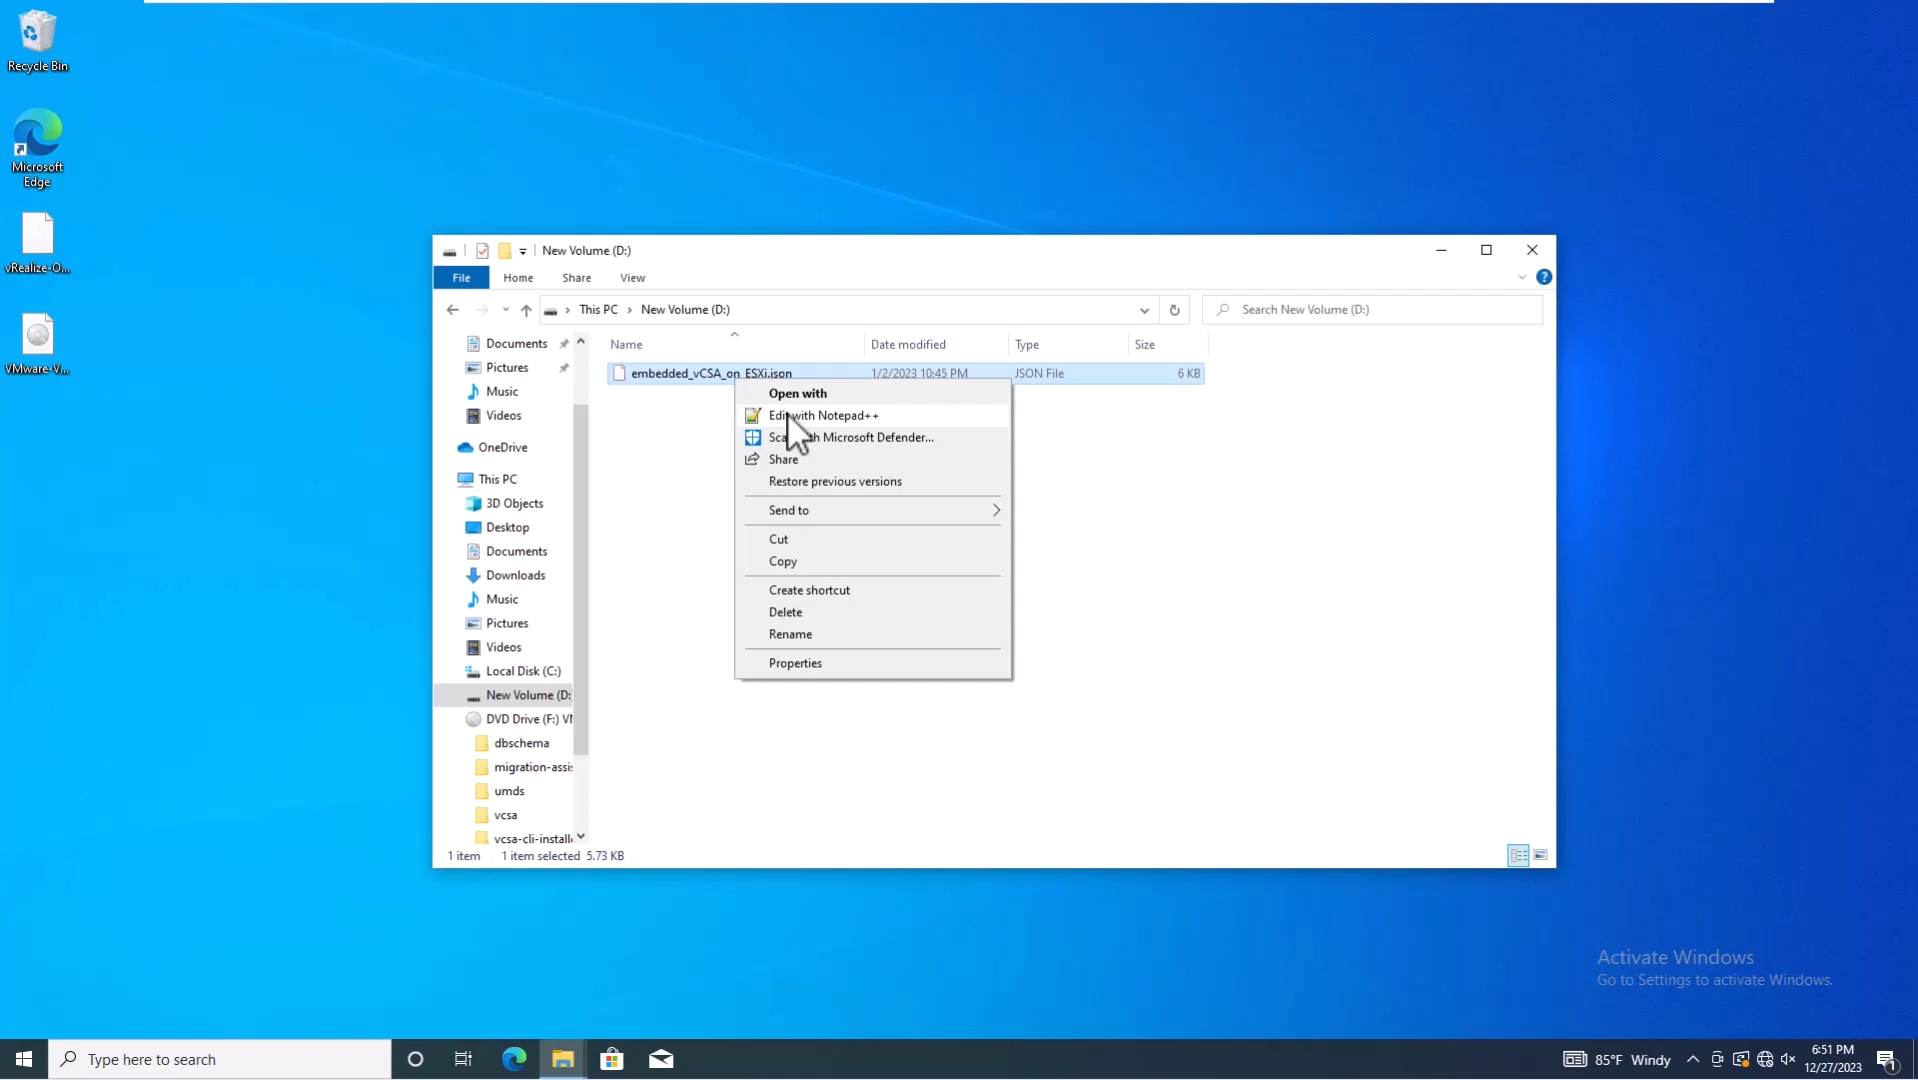 Recycle Bin
Microsoft
Edge
vRealize-O...
VMware-V...
New Volume (D:)
File Home Share View
This PC New Volume (D:)
Search New Volume (D:)
Name Date modified Type Size
embedded_vCSA_on_ESXi.json 1/2/2023 10:45 PM JSON File 6 KB
Documents
Pictures
Music
Videos
OneDrive
This PC
3D Objects
Desktop
Documents
Downloads
Music
Pictures
Videos
Local Disk (C:)
New Volume (D:
DVD Drive (F:) V
dbschema
migration-assi
umds
vcsa
vcsa-cli-install
Open with
Edi with Notepad++
Sca th Microsoft Defender...
Share
Restore previous versions
Send to
Cut
Copy
Create shortcut
Delete
Rename
Properties
1 item 1 item selected 5.73 KB
Activate Windows
Go to Settings to activate Windows.
Type here to search
85°F Windy
6:51 PM
12/27/2023
1